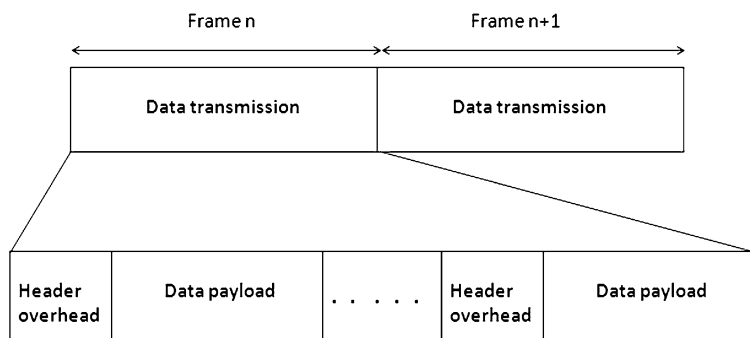 Frame n
Frame n+1
Data transmission
Data transmission
Header overhead
Data payload
. . . . .
Header overhead
Data payload